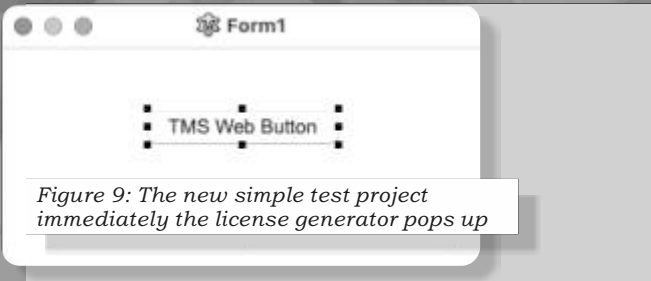 Form1
TMS Web Button
Figure 9: The new simple test project
immediately the license generator pops up